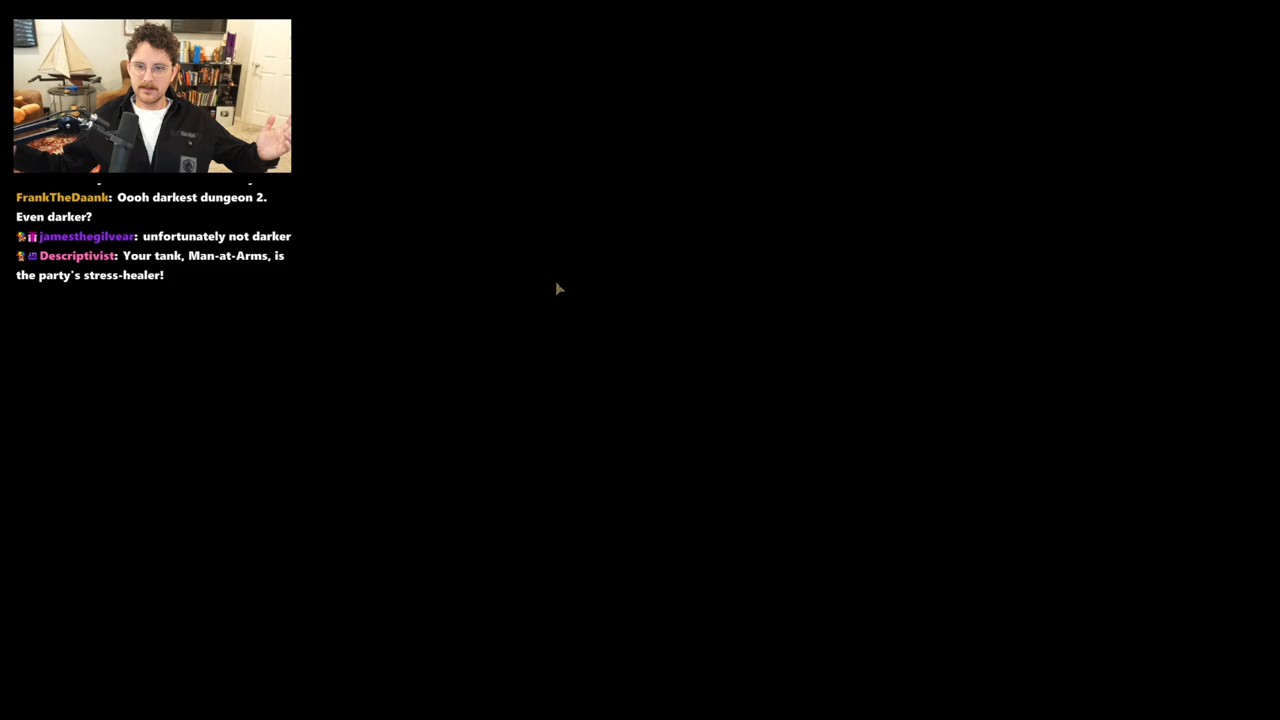 FrankTheDaank: Oooh darkest dungeon 2.
Even darker?
jamesthegilvear: unfortunately not darker
Descriptivist: Your tank, Man-at-Arms, is
the party's stress-healer!